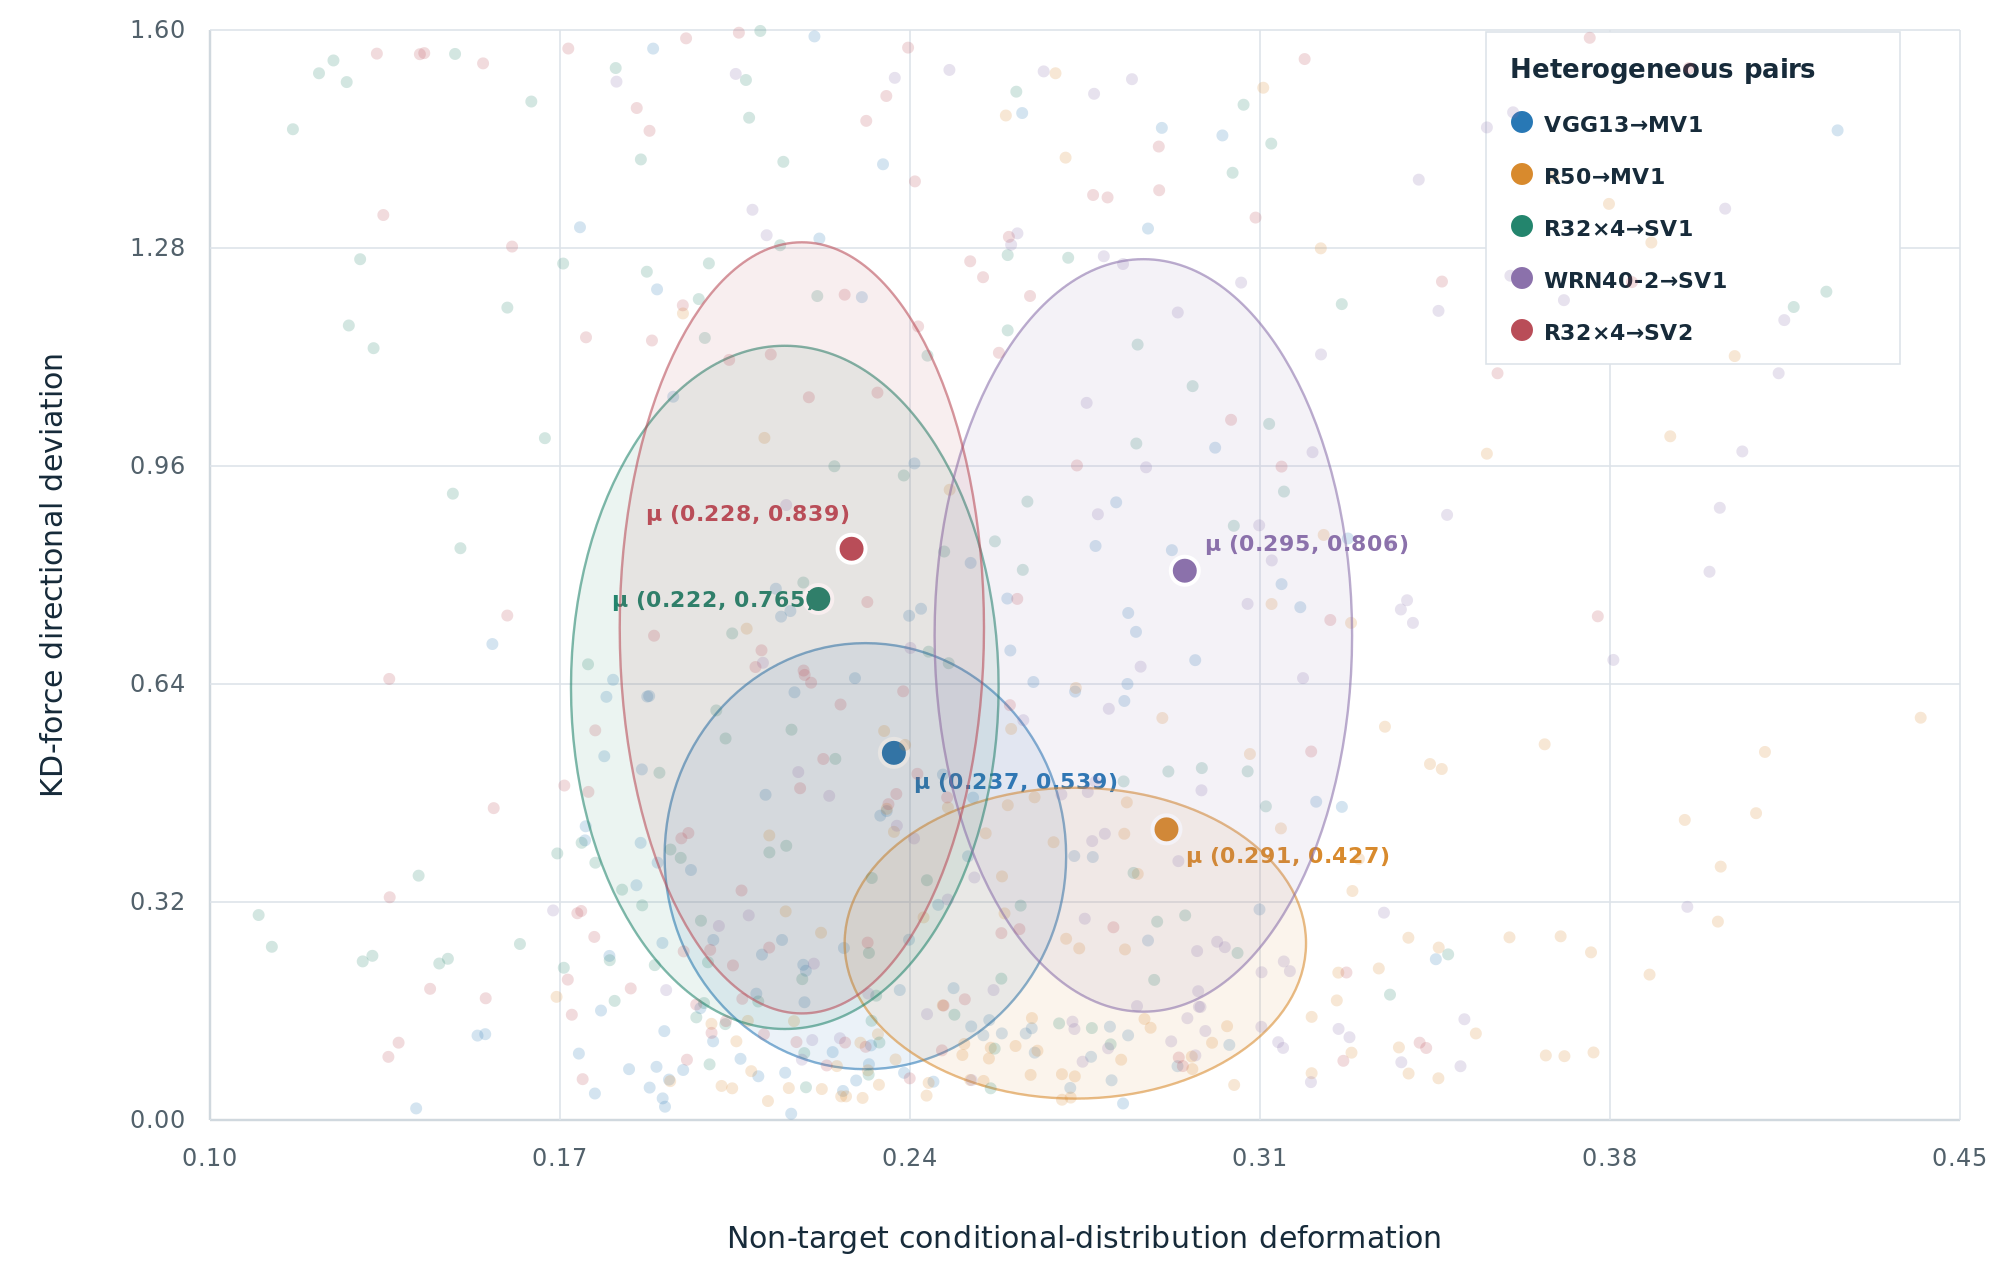 1.60
1.28
0.96
0.64
0.32
0.00
0.10
0.17
0.24
0.31
0.38
0.45
KD-force directional deviation
Non-target conditional-distribution deformation
Heterogeneous pairs
VGG13→MV1
R50→MV1
R32×4→SV1
WRN40-2→SV1
R32×4→SV2
μ (0.228, 0.839)
μ (0.295, 0.806)
μ (0.222, 0.765)
μ (0.237, 0.539)
μ (0.291, 0.427)